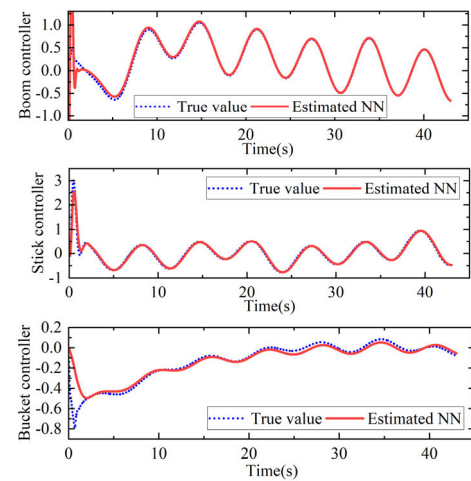 Boom controller
1.0
0.5
0.0
-0.5
-1.0
True value
Estimated NN
0 10 20 30 40
Time(s)
Stick controller
3
2
1
0
-1
True value
Estimated NN
0 10 20 30 40
Time(s)
Bucket controller
0.2
0.0
-0.2
-0.4
-0.6
-0.8
True value
Estimated NN
0 10 20 30 40
Time(s)